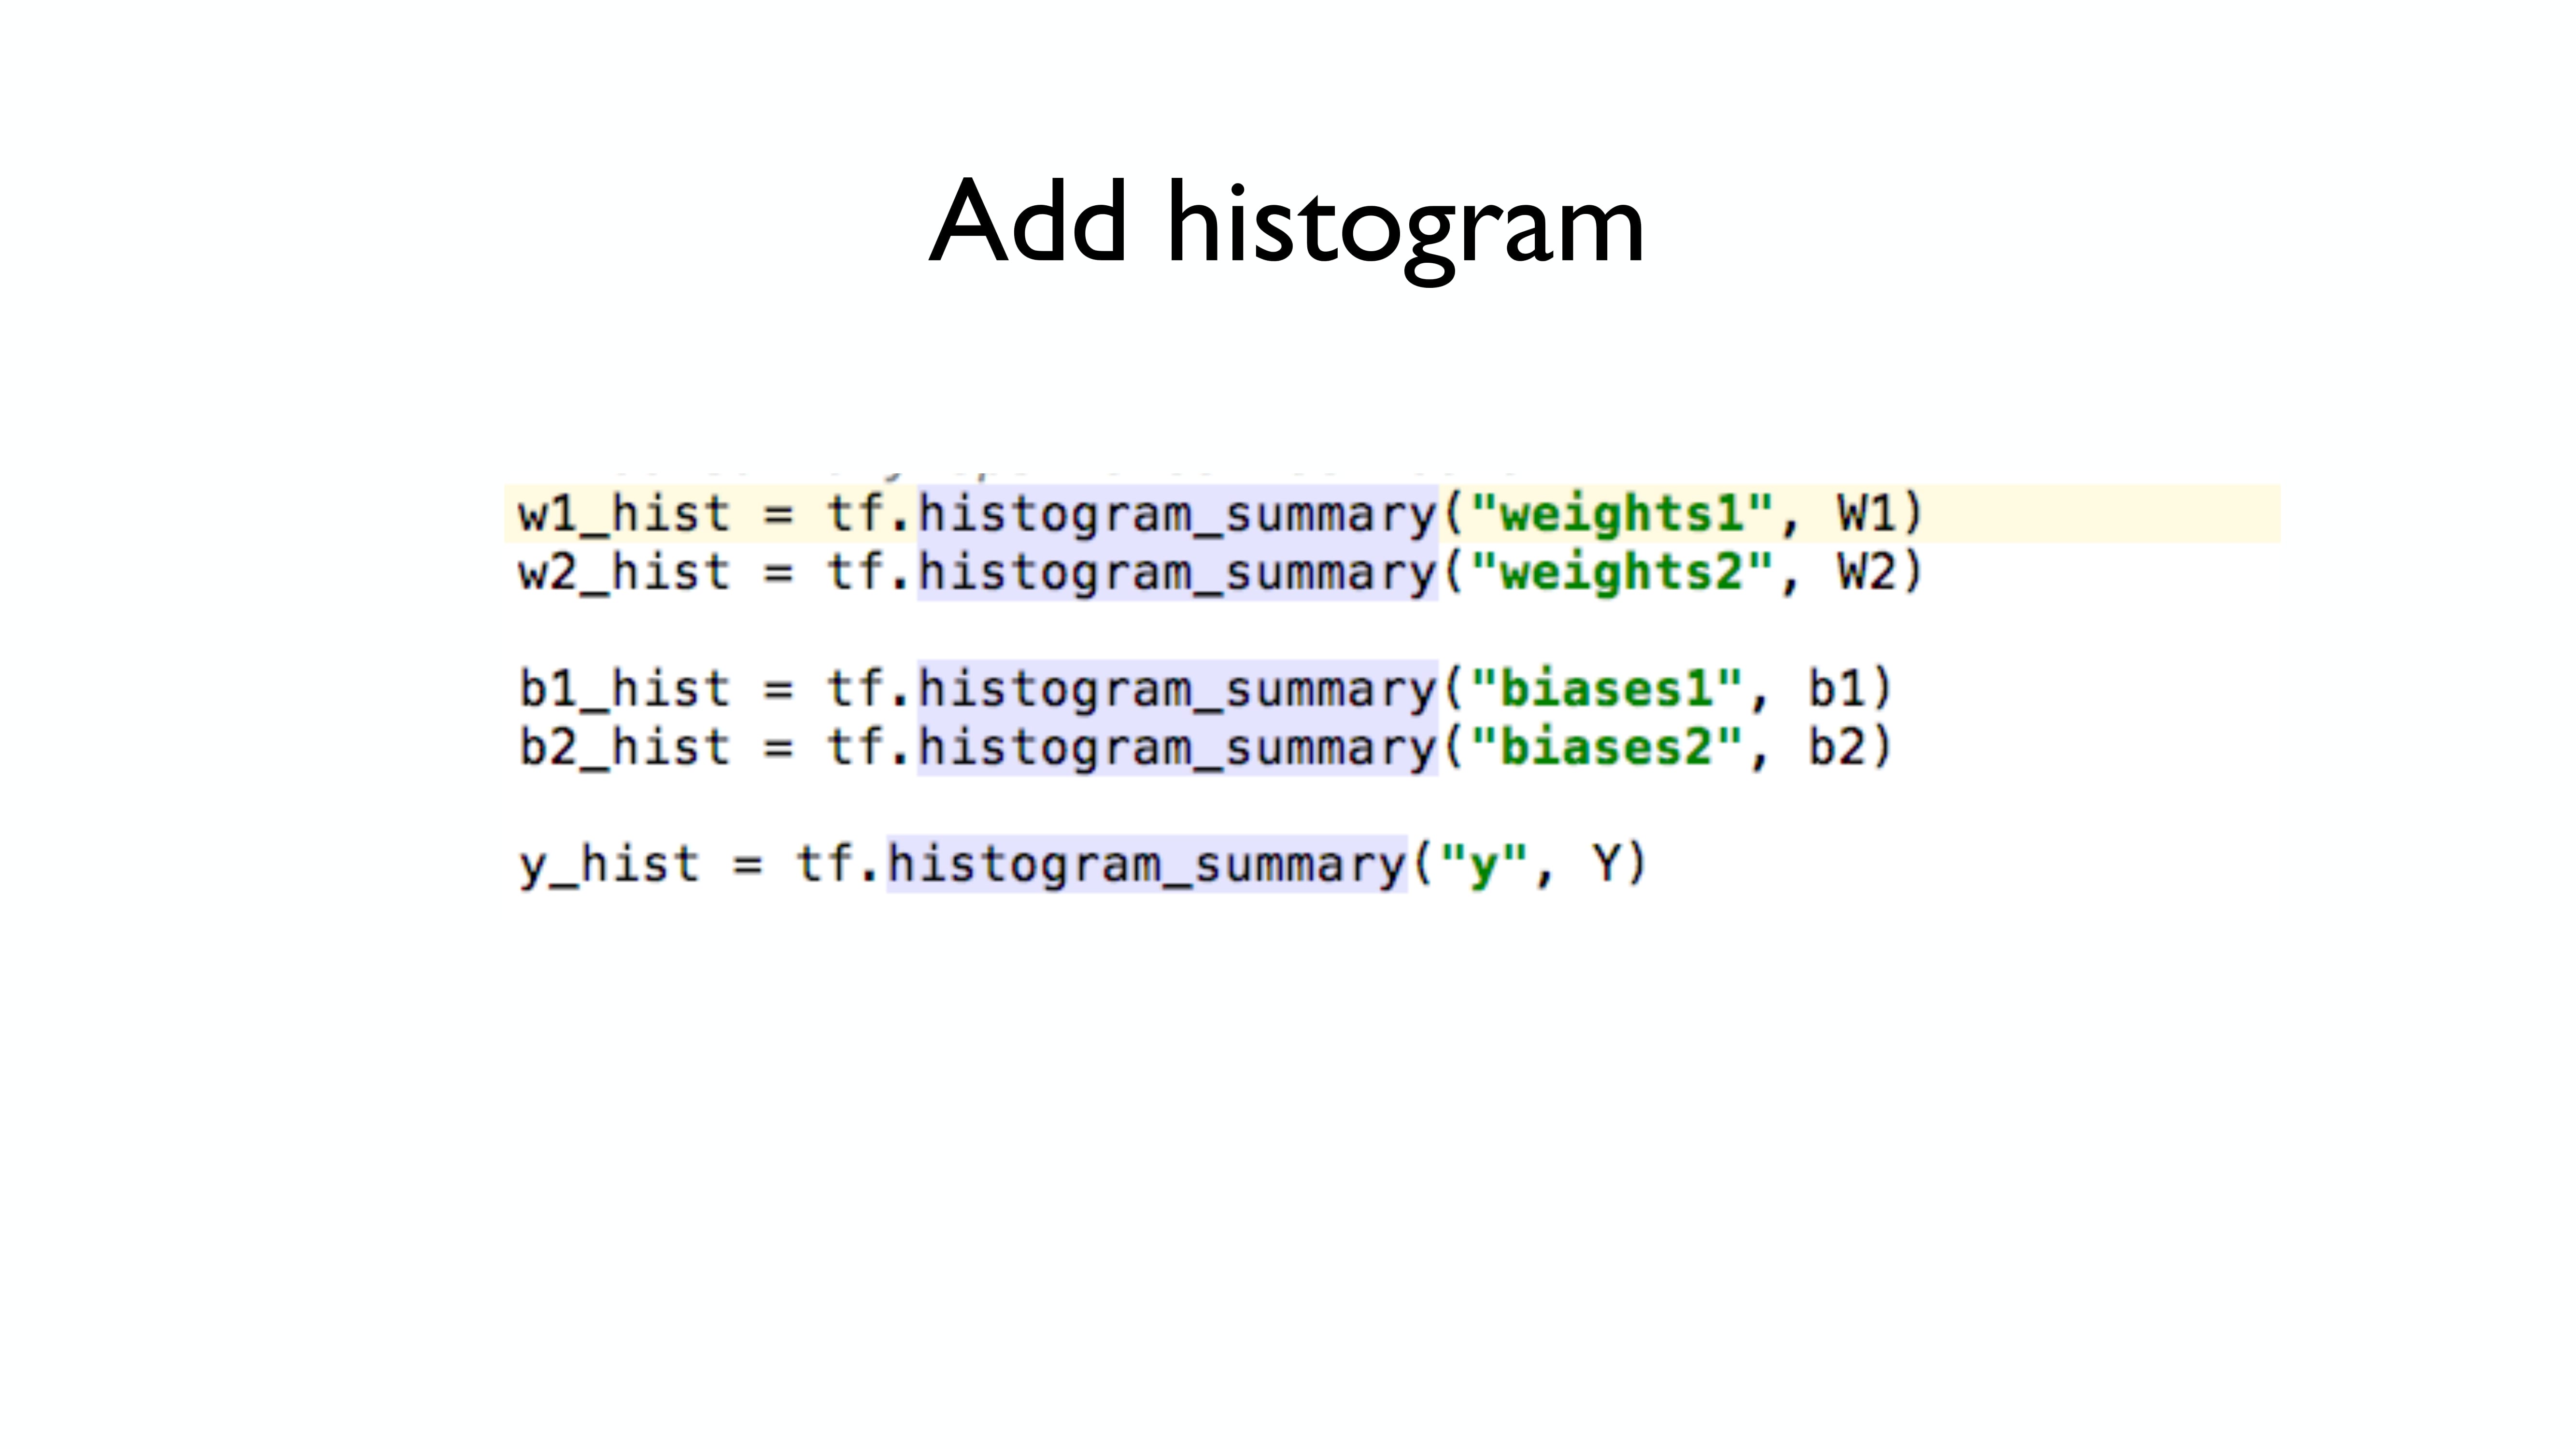 Add histogram
w1_hist = tf.histogram_summary("weights1", W1)
w2_hist = tf.histogram_summary("weights2", W2)
b1_hist = tf.histogram_summary("biases1", b1)
b2_hist = tf.histogram_summary("biases2", b2)
y_hist = tf.histogram_summary("y", Y)